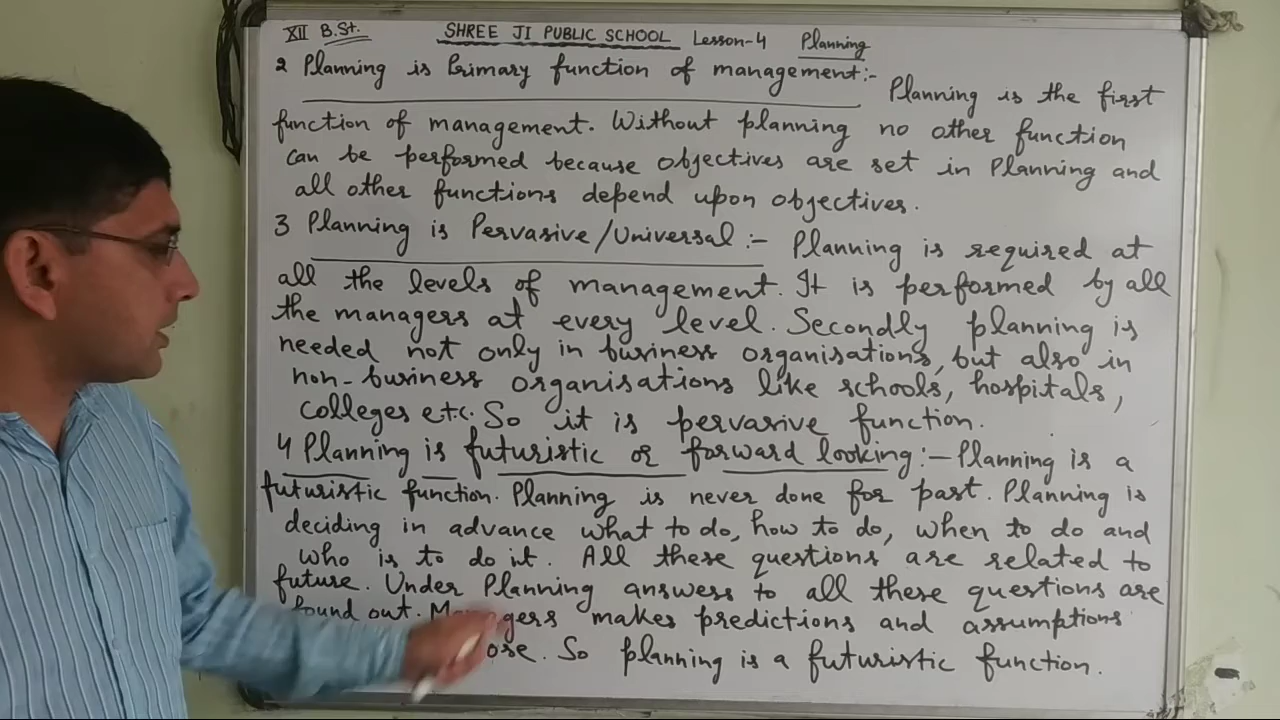 XII B.St. SHREE JI PUBLIC SCHOOL Lesson-4 Planning
2 Planning is Primary function of management:- Planning is the first
function of management. Without planning no other function
can be performed because objectives are set in Planning and
all other functions depend upon objectives.
3 Planning is Pervasive/Universal:- Planning is required at
all the levels of management. It is performed by all
the managers at every level. Secondly planning is
needed not only in business organisations, but also in
non-business organisations like schools, hospitals,
colleges etc. So it is pervasive function.
4 Planning is futuristic or forward looking:- Planning is a
futuristic function. Planning is never done for past. Planning is
deciding in advance what to do, how to do, when to do and
who is to do it. All these questions are related to
future. Under Planning answers to all these questions are
found out. Managers makes predictions and assumptions
So planning is a futuristic function.